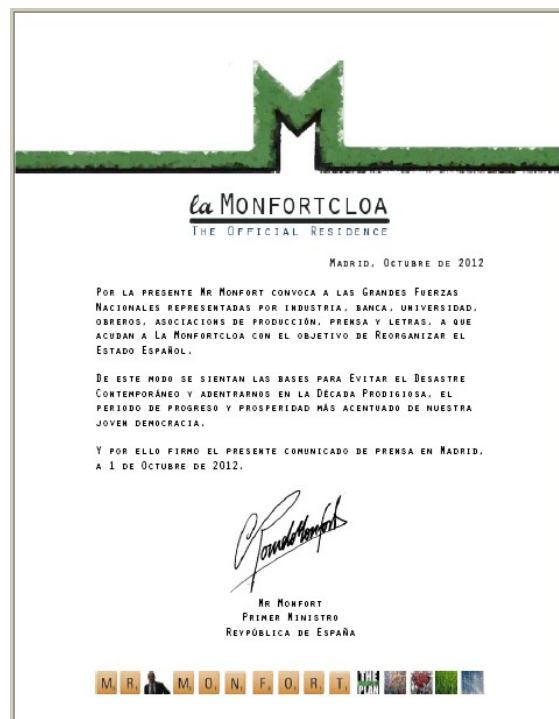 la MONFORTCLOA
THE OFFICIAL RESIDENCE
MADRID, OCTUBRE DE 2012
POR LA PRESENTE MR MONFORT CONVOCA A LAS GRANDES FUERZAS
NACIONALES REPRESENTADAS POR INDUSTRIA, BANCA, UNIVERSIDAD,
OBREROS, ASOCIACIONS DE PRODUCCIÓN, PRENSA Y LETRAS, A QUE
ACUDAN A LA MONFORTCLOA CON EL OBJETIVO DE REORGANIZAR EL
ESTADO ESPAÑOL.
DE ESTE MODO SE SIENTAN LAS BASES PARA EVITAR EL DESASTRE
CONTEMPORÁNEO Y ADENTRARNOS EN LA DÉCADA PRODIGIOSA, EL
PERIODO DE PROGRESO Y PROSPERIDAD MÁS ACENTUADO DE NUESTRA
JOVEN DEMOCRACIA.
Y POR ELLO FIRMO EL PRESENTE COMUNICADO DE PRENSA EN MADRID,
A 1 DE OCTUBRE DE 2012.
MR MONFORT
PRIMER MINISTRO
REYPÚBLICA DE ESPAÑA
MR. MONFORT. THE PLAN